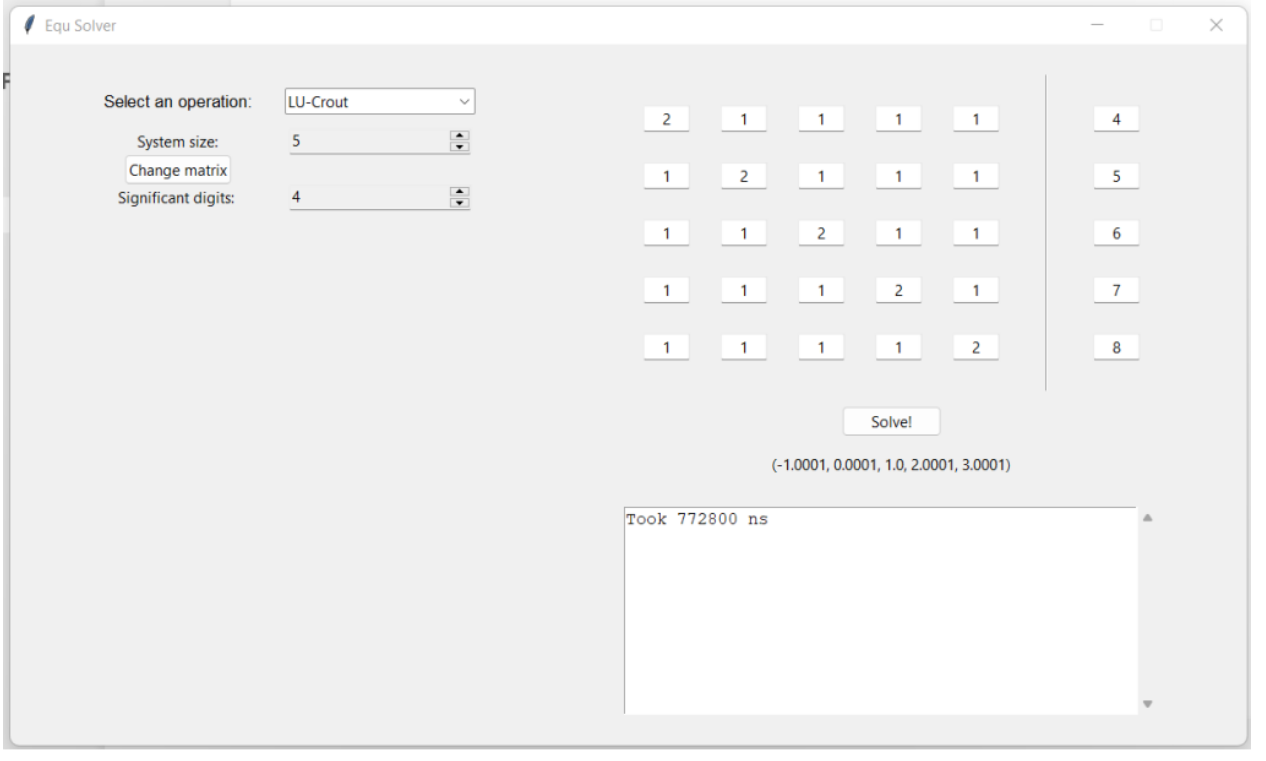 Equ Solver
F
Select an operation: LU-Crout
System size: 5
Change matrix
Significant digits: 4
2 1 1 1 1 4
1 2 1 1 1 5
1 1 2 1 1 6
1 1 1 2 1 7
1 1 1 1 2 8
Solve!
(-1.0001, 0.0001, 1.0, 2.0001, 3.0001)
Took 772800 ns